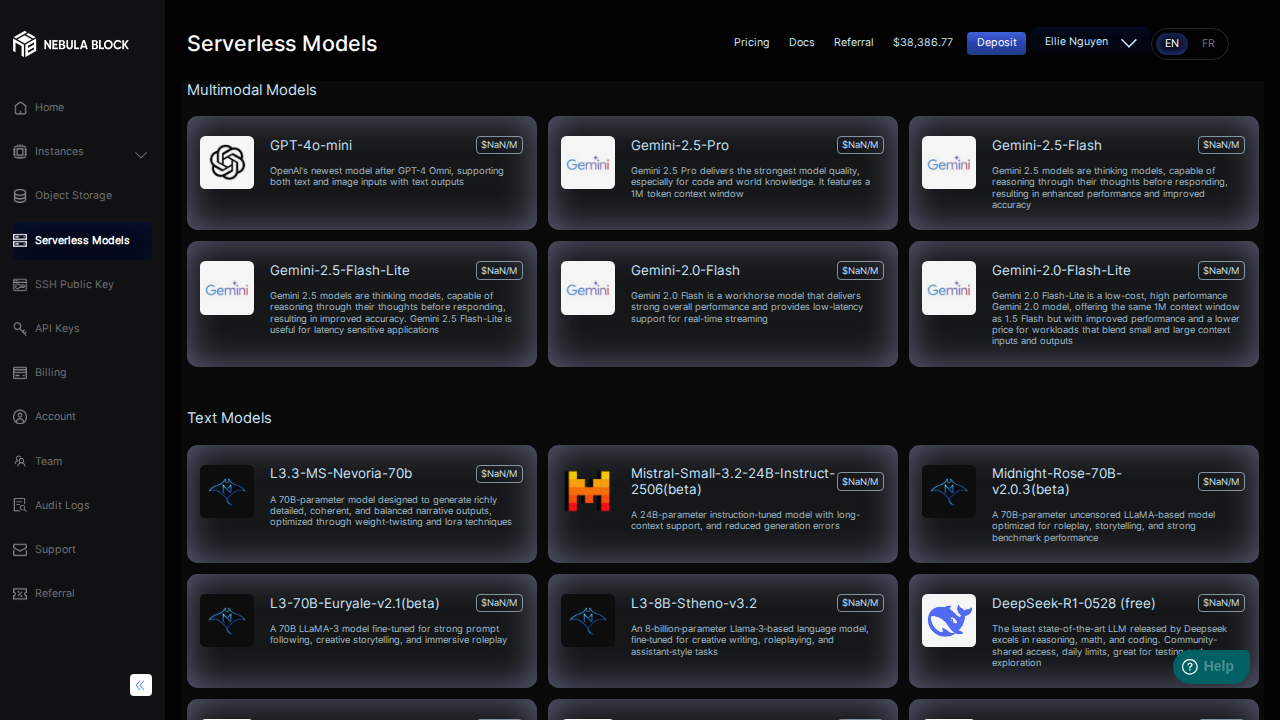 NEBULA BLOCK
Serverless Models
Pricing
Docs
Referral
$38,386.77
Deposit
Ellie Nguyen
EN
FR
Home
Instances
Object Storage
Serverless Models
SSH Public Key
API Keys
Billing
Account
Team
Audit Logs
Support
Referral
Multimodal Models
GPT-4o-mini
$NaN/M
OpenAI's newest model after GPT-4 Omni, supporting
both text and image inputs with text outputs
Gemini
Gemini-2.5-Pro
$NaN/M
Gemini 2.5 Pro delivers the strongest model quality,
especially for code and world knowledge. It features a
1M token context window
Gemini
Gemini-2.5-Flash
$NaN/M
Gemini 2.5 models are thinking models, capable of
reasoning through their thoughts before responding,
resulting in enhanced performance and improved
accuracy
Gemini
Gemini-2.5-Flash-Lite
$NaN/M
Gemini 2.5 models are thinking models, capable of
reasoning through their thoughts before responding,
resulting in improved accuracy. Gemini 2.5 Flash-Lite is
useful for latency sensitive applications
Gemini
Gemini-2.0-Flash
$NaN/M
Gemini 2.0 Flash is a workhorse model that delivers
strong overall performance and provides low-latency
support for real-time streaming
Gemini
Gemini-2.0-Flash-Lite
$NaN/M
Gemini 2.0 Flash-Lite is a low-cost, high performance
Gemini 2.0 model, offering the same 1M context window
as 1.5 Flash but with improved performance and a lower
price for workloads that blend small and large context
inputs and outputs
Text Models
L3.3-MS-Nevoria-70b
$NaN/M
A 70B-parameter model designed to generate richly
detailed, coherent, and balanced narrative outputs,
optimized through weight-twisting and lora techniques
Mistral-Small-3.2-24B-Instruct-
2506(beta)
$NaN/M
A 24B-parameter instruction-tuned model with long-
context support, and reduced generation errors
Midnight-Rose-70B-
v2.0.3(beta)
$NaN/M
A 70B-parameter uncensored LLaMA-based model
optimized for roleplay, storytelling, and strong
benchmark performance
L3-70B-Euryale-v2.1(beta)
$NaN/M
A 70B LLaMA-3 model fine-tuned for strong prompt
following, creative storytelling, and immersive roleplay
L3-8B-Stheno-v3.2
$NaN/M
An 8-billion-parameter Llama-3-based language model,
fine-tuned for creative writing, roleplaying, and
assistant-style tasks
DeepSeek-R1-0528 (free)
$NaN/M
The latest state-of-the-art LLM released by Deepseek
excels in reasoning, math, and coding. Community-
shared access, daily limits, great for testing and
exploration
Help